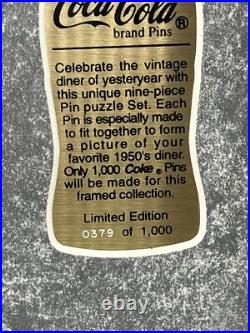 Coca-Cola®
brand Pins
Celebrate the vintage
diner of yesteryear with
this unique nine-piece
Pin puzzle Set. Each
Pin is especially made
to fit together to form
a picture of your
favorite 1950's diner.
Only 1,000 Coke ® Pins
will be made for this
framed collection.
Limited Edition
0379 of 1,000